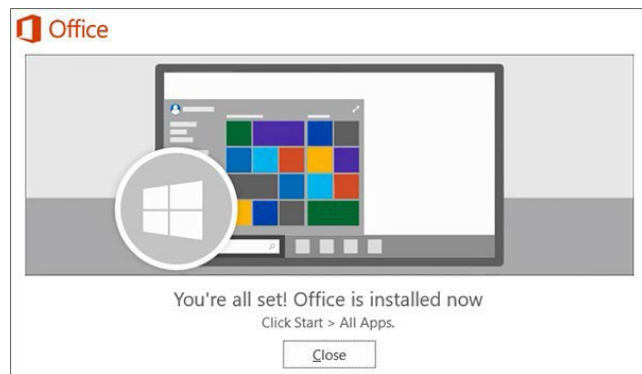 Office
You're all set! Office is installed now
Click Start > All Apps.
Close